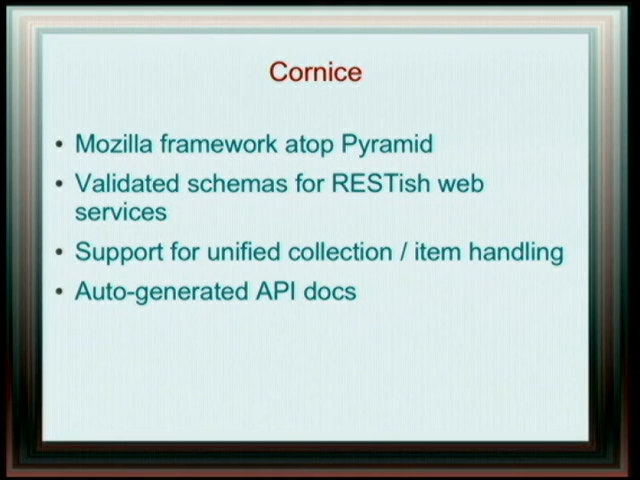 Cornice
• Mozilla framework atop Pyramid
• Validated schemas for RESTish web
services
• Support for unified collection / item handling
• Auto-generated API docs